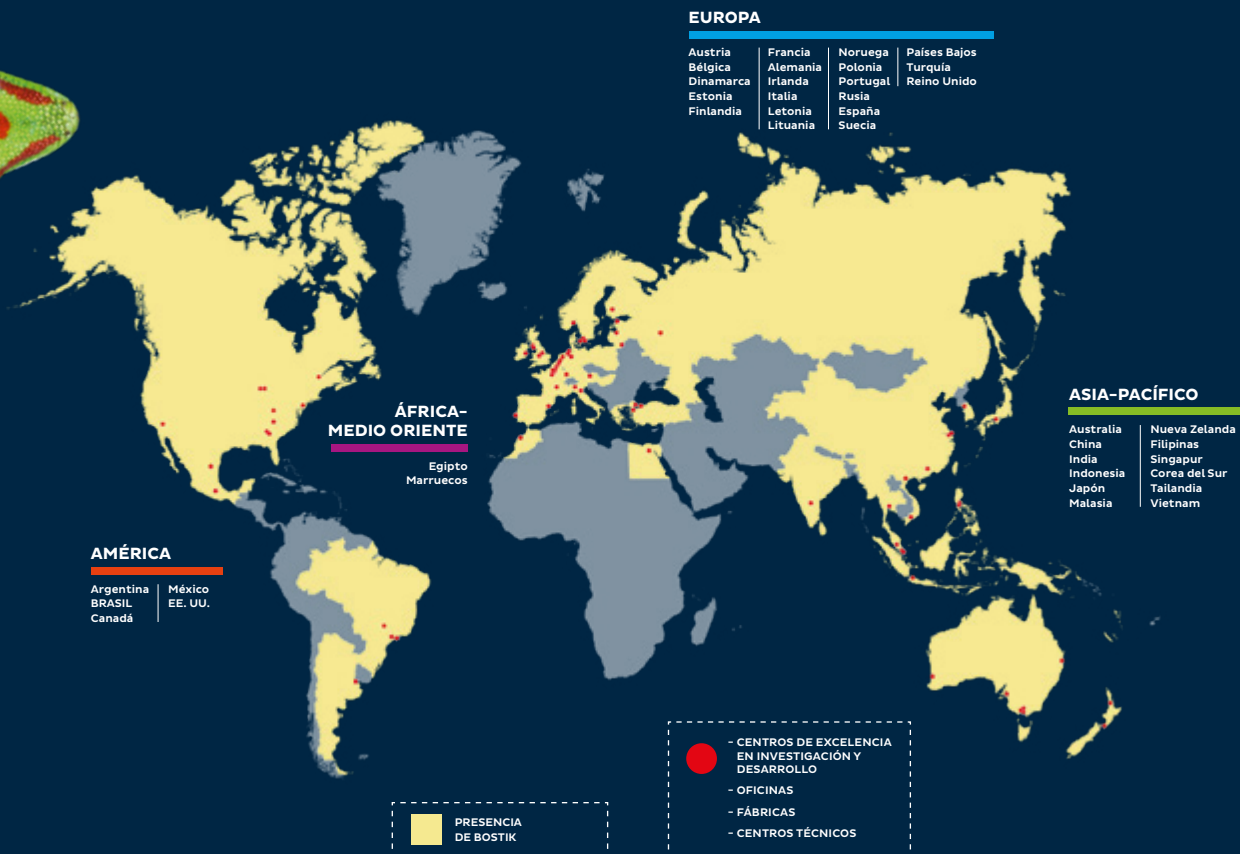 EUROPA
Austria
Bélgica
Dinamarca
Estonia
Finlandia
Francia
Alemania
Irlanda
Italia
Letonia
Lituania
Noruega
Polonia
Portugal
Rusia
España
Suecia
Países Bajos
Turquía
Reino Unido
ÁFRICA-
MEDIO ORIENTE
Egipto
Marruecos
ASIA-PACÍFICO
Australia
China
India
Indonesia
Japón
Malasia
Nueva Zelanda
Filipinas
Singapur
Corea del Sur
Tailandia
Vietnam
AMÉRICA
Argentina
BRASIL
Canadá
México
EE. UU.
- CENTROS DE EXCELENCIA
EN INVESTIGACIÓN Y
DESARROLLO
- OFICINAS
- FÁBRICAS
- CENTROS TÉCNICOS
PRESENCIA
DE BOSTIK